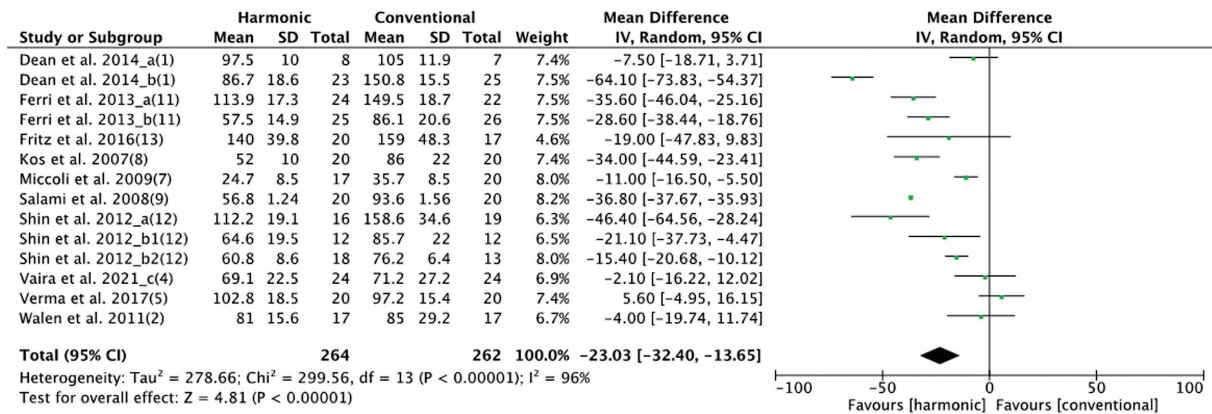 Harmonic Conventional Mean Difference Mean Difference
Study or Subgroup Mean SD Total Mean SD Total Weight IV, Random, 95% CI IV, Random, 95% CI
Dean et al. 2014_a(1) 97.5 10 8 105 11.9 7 7.4% −7.50 [−18.71, 3.71]
Dean et al. 2014_b(1) 86.7 18.6 23 150.8 15.5 25 7.5% −64.10 [−73.83, −54.37]
Ferri et al. 2013_a(11) 113.9 17.3 24 149.5 18.7 22 7.5% −35.60 [−46.04, −25.16]
Ferri et al. 2013_b(11) 57.5 14.9 25 86.1 20.6 26 7.5% −28.60 [−38.44, −18.76]
Fritz et al. 2016(13) 140 39.8 20 159 48.3 17 4.6% −19.00 [−47.83, 9.83]
Kos et al. 2007(8) 52 10 20 86 22 20 7.4% −34.00 [−44.59, −23.41]
Miccoli et al. 2009(7) 24.7 8.5 17 35.7 8.5 20 8.0% −11.00 [−16.50, −5.50]
Salami et al. 2008(9) 56.8 1.24 20 93.6 1.56 20 8.2% −36.80 [−37.67, −35.93]
Shin et al. 2012_a(12) 112.2 19.1 16 158.6 34.6 19 6.3% −46.40 [−64.56, −28.24]
Shin et al. 2012_b1(12) 64.6 19.5 12 85.7 22 12 6.5% −21.10 [−37.73, −4.47]
Shin et al. 2012_b2(12) 60.8 8.6 18 76.2 6.4 13 8.0% −15.40 [−20.68, −10.12]
Vaira et al. 2021_c(4) 69.1 22.5 24 71.2 27.2 24 6.9% −2.10 [−16.22, 12.02]
Verma et al. 2017(5) 102.8 18.5 20 97.2 15.4 20 7.4% 5.60 [−4.95, 16.15]
Walen et al. 2011(2) 81 15.6 17 85 29.2 17 6.7% −4.00 [−19.74, 11.74]
Total (95% CI) 264 262 100.0% −23.03 [−32.40, −13.65]
Heterogeneity: Tau² = 278.66; Chi² = 299.56, df = 13 (P < 0.00001); I² = 96%
Test for overall effect: Z = 4.81 (P < 0.00001)
−100 −50 0 50 100
Favours [harmonic] Favours [conventional]